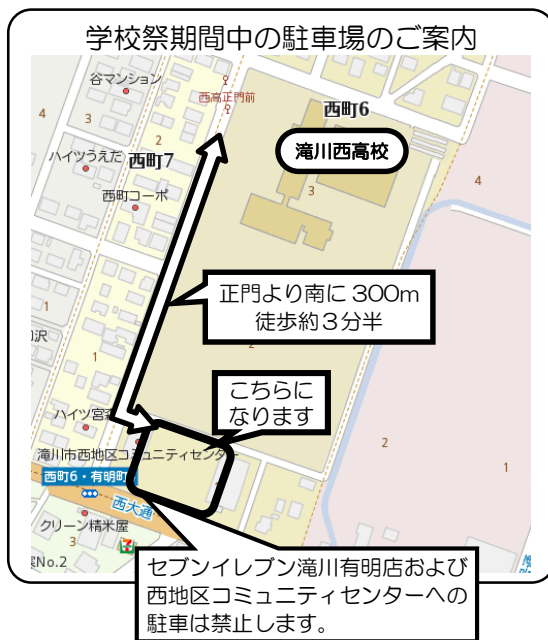 学校祭期間中の駐車場のご案内
谷マンション
西高正門前
西町6
4
3
2
ハイツうえだ
西町7
滝川西高校
3
4
西町コーポ
正門より南に300m
徒歩約3分半
1
沢
2
1
こちらに
なります
ハイツ宮
2
1
滝川市西地区コミュニティセンター
西町6・有明町
西大通
クリーン精米屋
3
No.2
セブンイレブン滝川有明店および
西地区コミュニティセンターへの
駐車は禁止します。